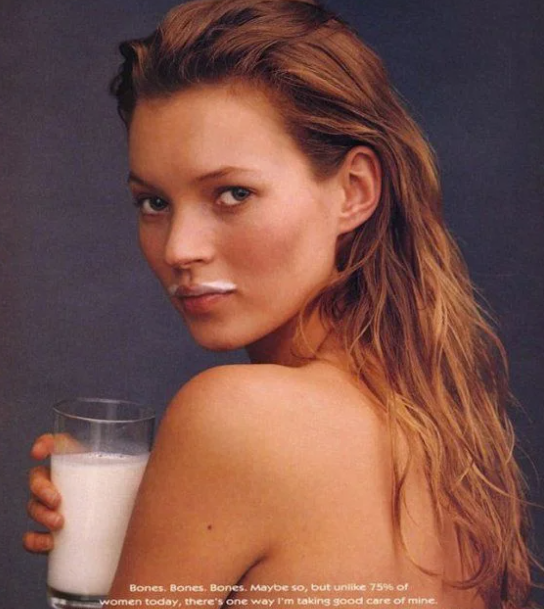 Bones. Bones. Bones. Maybe so, but unlike 75% of
women today, there's one way I'm taking good care of mine.